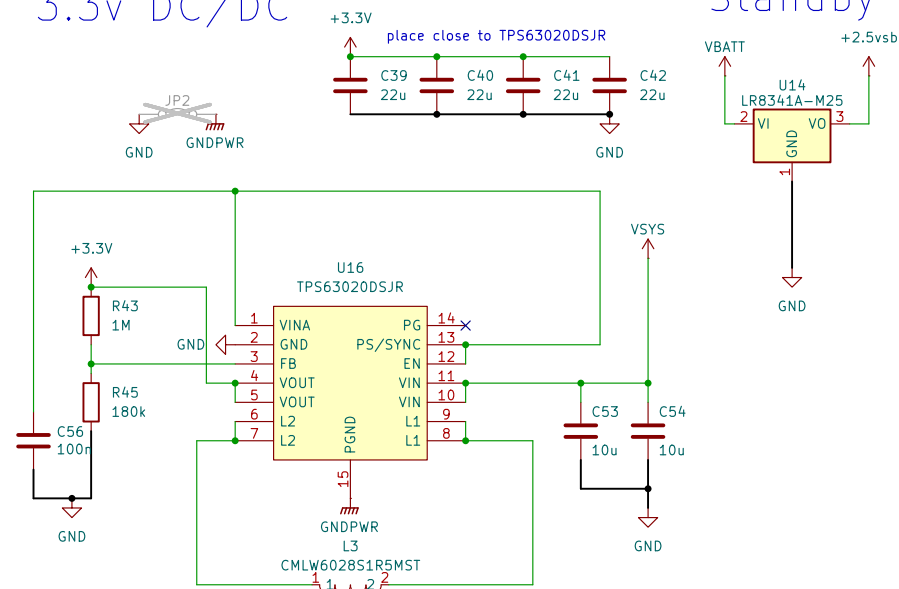 3.3V DC/DC
Standby
+3.3V
place close to TPS63020DSJR
C39
22u
C40
22u
C41
22u
C42
22u
GND
JP2
GND
GNDPWR
VBATT
+2.5vsb
U14
LR8341A-M25
2
VI
VO
3
GND
1
GND
+3.3V
R43
1M
R45
180k
C56
100n
GND
U16
TPS63020DSJR
GND
1
VINA
2
GND
3
FB
4
VOUT
5
VOUT
6
L2
7
L2
PG
14
PS/SYNC
13
EN
12
VIN
11
VIN
10
L1
9
L1
8
PGND
15
GNDPWR
VSYS
C53
10u
C54
10u
GND
L3
CMLW6028S1R5MST
1
1
2
2